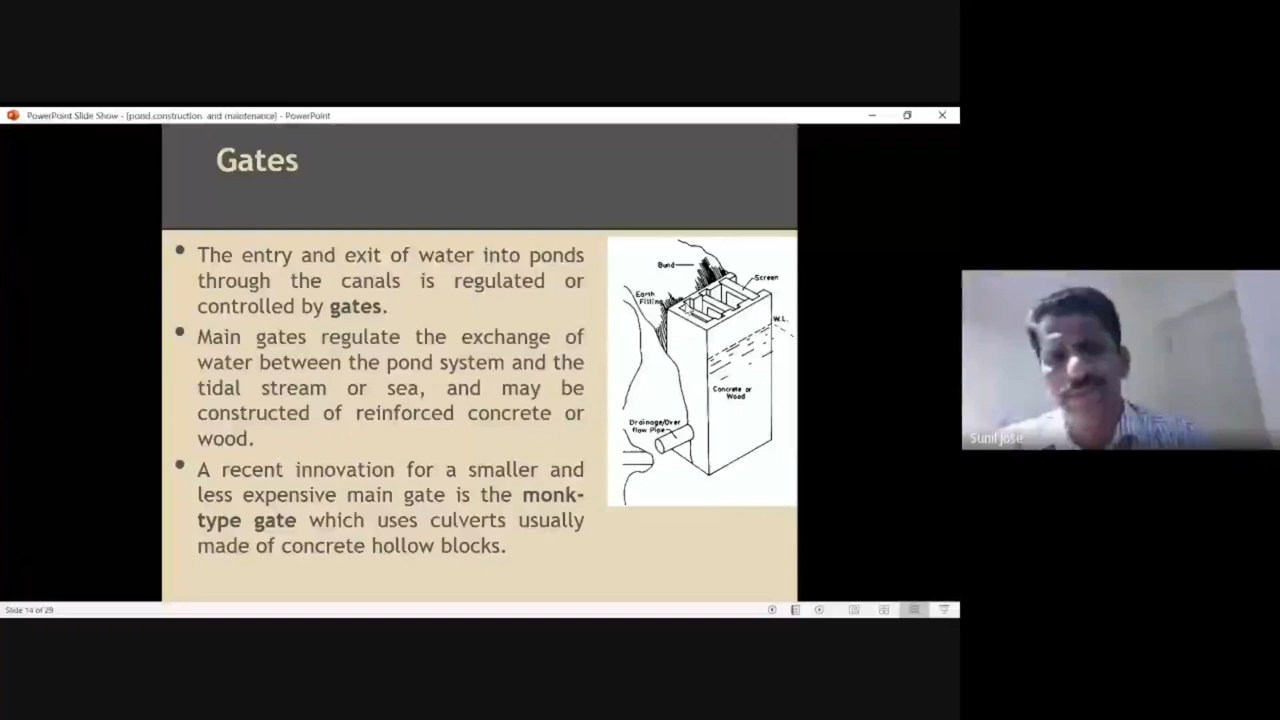 PowerPoint Slide Show - [pond construction and maintenance] - PowerPoint
Gates
• The entry and exit of water into ponds
through the canals is regulated or
controlled by gates.
• Main gates regulate the exchange of
water between the pond system and the
tidal stream or sea, and may be
constructed of reinforced concrete or
wood.
• A recent innovation for a smaller and
less expensive main gate is the monk-
type gate which uses culverts usually
made of concrete hollow blocks.
Bund
Screen
Earth
Filling
W.L.
Concrete or
Wood
Drainage/Over
flow Pipe
Sunil Jose
Slide 14 of 29